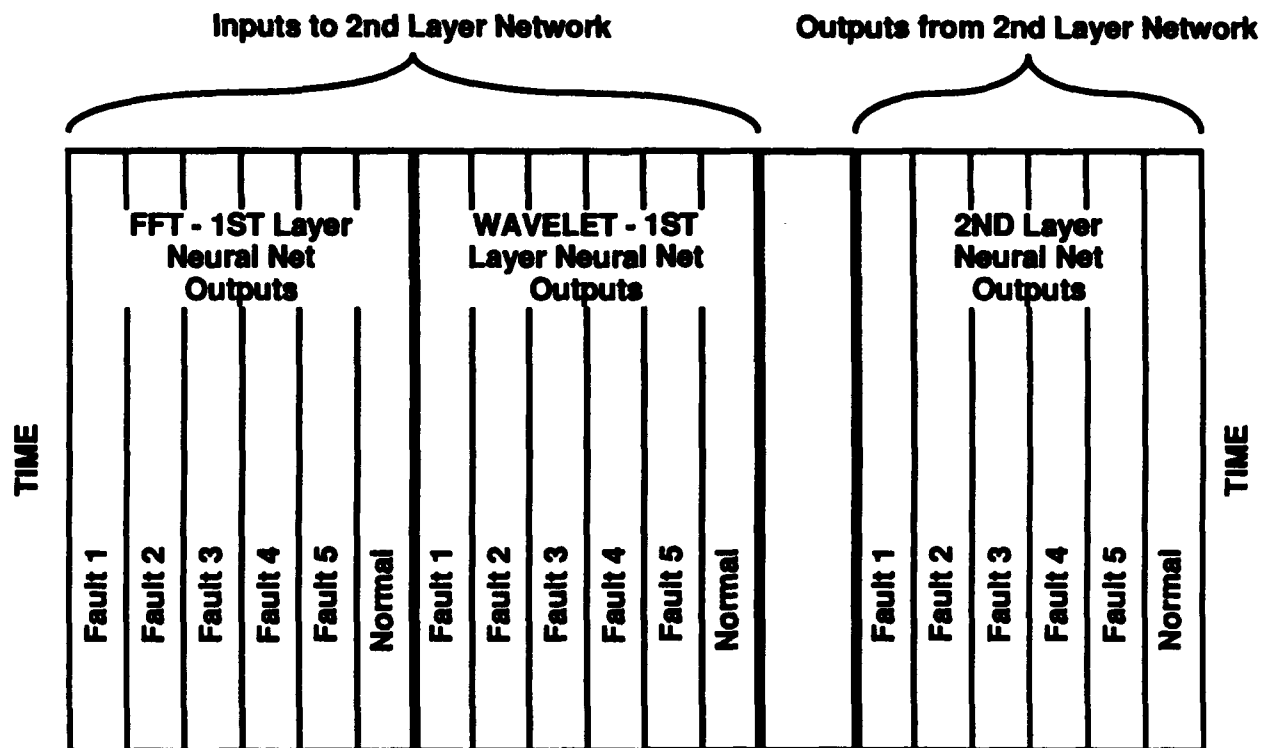 Inputs to 2nd Layer Network
Outputs from 2nd Layer Network
FFT - 1ST Layer
Neural Net
Outputs
WAVELET - 1ST
Layer Neural Net
Outputs
2ND Layer
Neural Net
Outputs
TIME
Fault 1
Fault 2
Fault 3
Fault 4
Fault 5
Normal
Fault 1
Fault 2
Fault 3
Fault 4
Fault 5
Normal
Fault 1
Fault 2
Fault 3
Fault 4
Fault 5
Normal
TIME